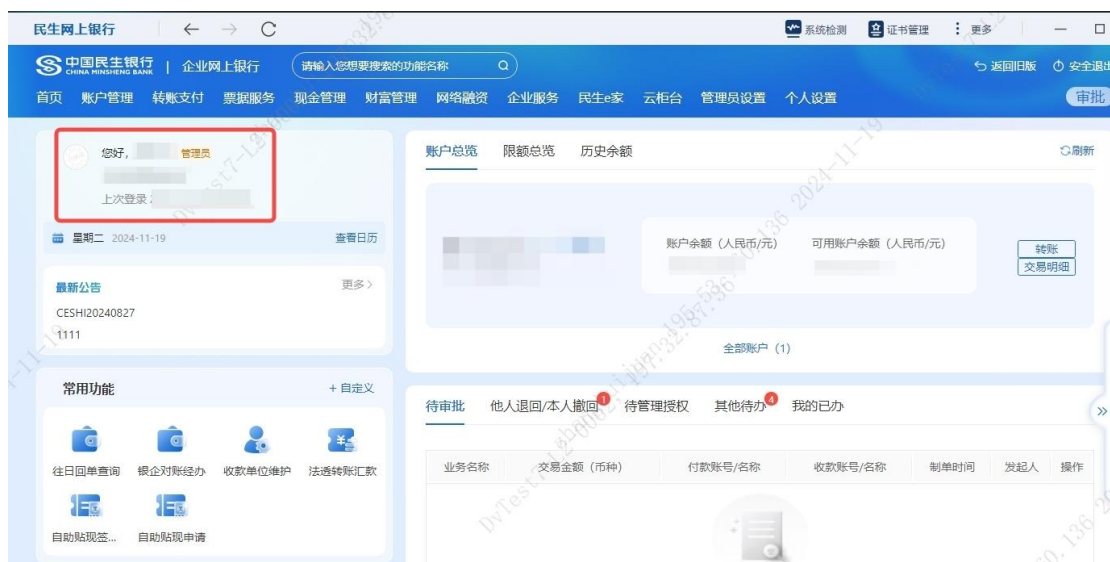 民生网上银行 系统检测 证书管理 更多
中国民生银行 CHINA MINSHENG BANK | 企业网上银行 请输入您想要搜索的功能名称 返回旧版 安全退出
首页 账户管理 转账支付 票据服务 现金管理 财富管理 网络融资 企业服务 民生e家 云柜台 管理员设置 个人设置 审批
您好, 管理员
上次登录:
星期二 2024-11-19 查看日历
最新公告 更多>
CESHI20240827
1111
常用功能 + 自定义
往日回单查询 银企对账经办 收款单位维护 法透转账汇款
自助贴现签... 自助贴现申请
账户总览 限额总览 历史余额 刷新
账户余额(人民币/元) 可用账户余额(人民币/元) 转账
交易明细
全部账户(1)
待审批 他人退回/本人撤回 1 待管理授权 其他待办 4 我的已办
业务名称 交易金额(币种) 付款账号/名称 收款账号/名称 制单时间 发起人 操作